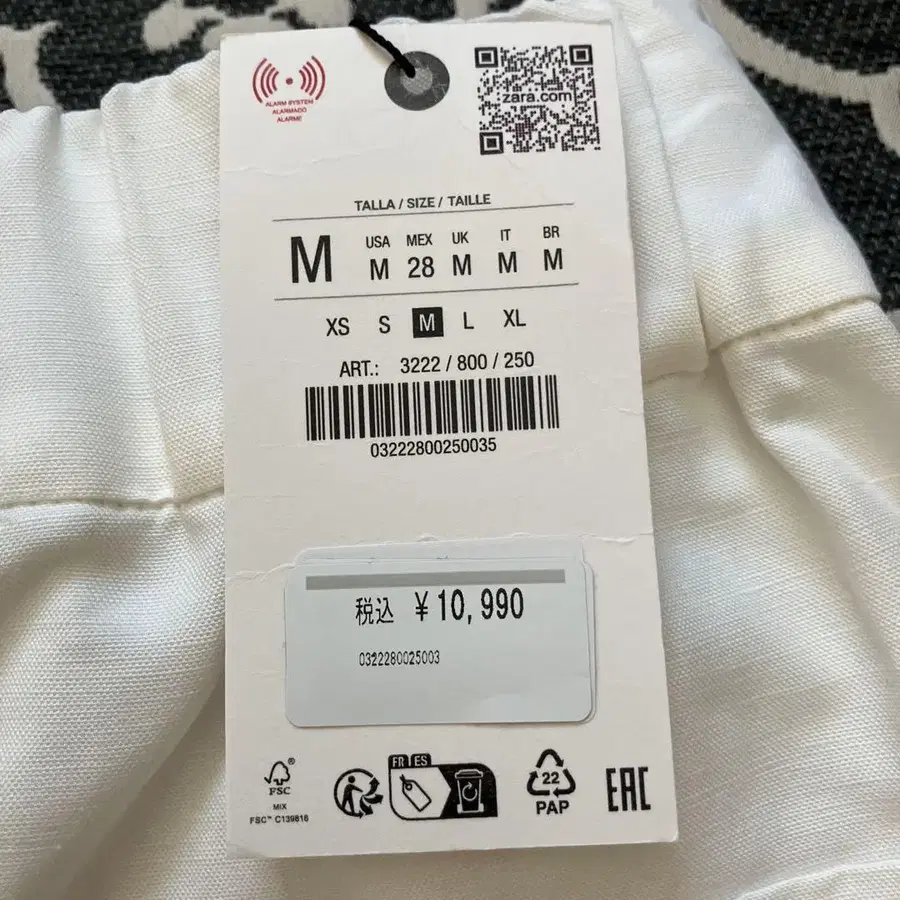 ALARM SYSTEM
ALARMADO
ALARME
zara.com
TALLA / SIZE / TAILLE
M
USA MEX UK IT BR
M 28 M M M
XS S M L XL
ART.: 3222 / 800 / 250
03222800250035
税込 ¥10,990
0322280025003
FSC®
MIX
FSC™ C139816
FR ES
22
PAP
EAC